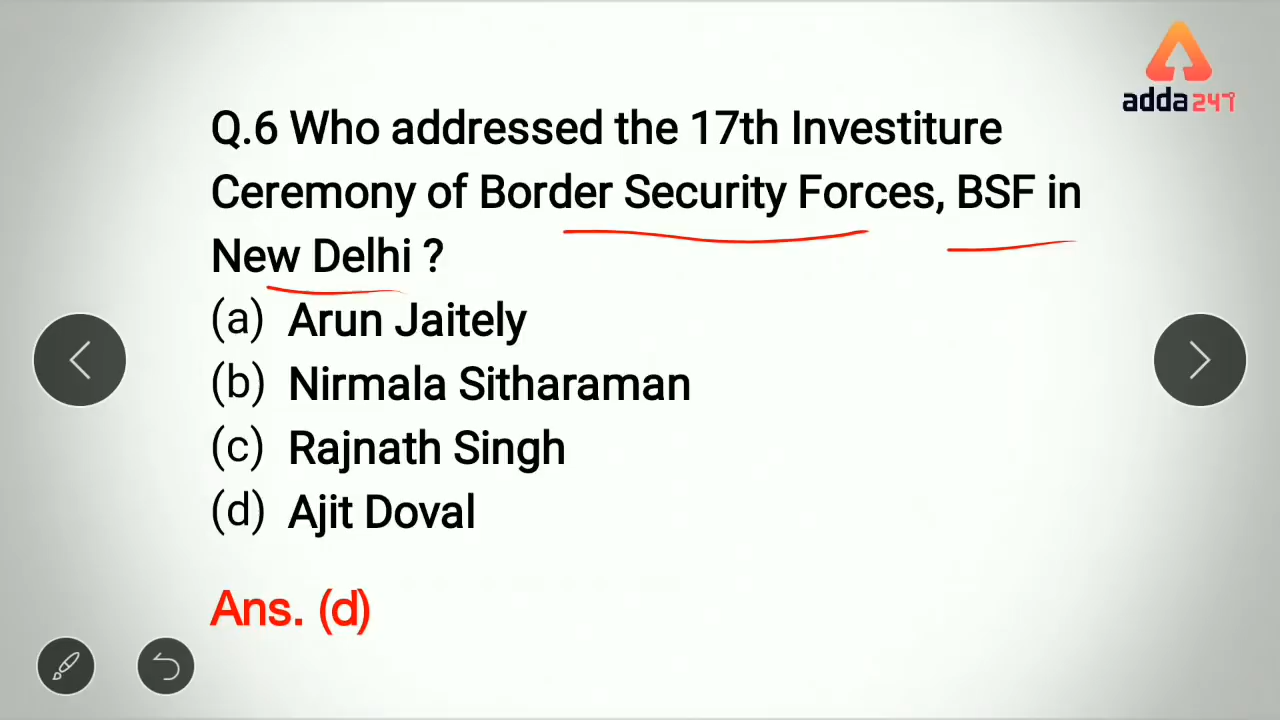 adda247
Q.6 Who addressed the 17th Investiture
Ceremony of Border Security Forces, BSF in
New Delhi ?
(a) Arun Jaitely
(b) Nirmala Sitharaman
(c) Rajnath Singh
(d) Ajit Doval
Ans. (d)